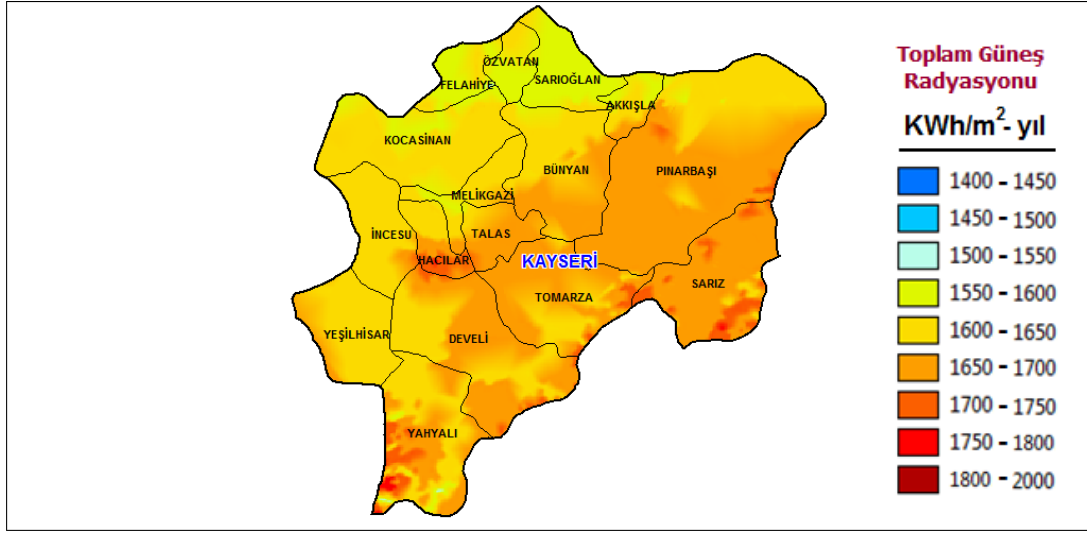 ÖZVATAN
SARIOĞLAN
FELAHİYE
AKKIŞLA
KOCASİNAN
BÜNYAN
PINARBAŞI
MELİKGAZİ
İNCESU
TALAS
HACILAR
KAYSERİ
SARIZ
TOMARZA
YEŞİLHİSAR
DEVELİ
YAHYALI
Toplam Güneş
Radyasyonu
KWh/m²- yıl
1400 - 1450
1450 - 1500
1500 - 1550
1550 - 1600
1600 - 1650
1650 - 1700
1700 - 1750
1750 - 1800
1800 - 2000